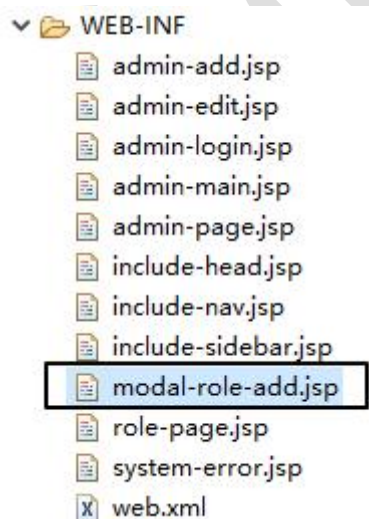 WEB-INF
admin-add.jsp
admin-edit.jsp
admin-login.jsp
admin-main.jsp
admin-page.jsp
include-head.jsp
include-nav.jsp
include-sidebar.jsp
modal-role-add.jsp
role-page.jsp
system-error.jsp
web.xml